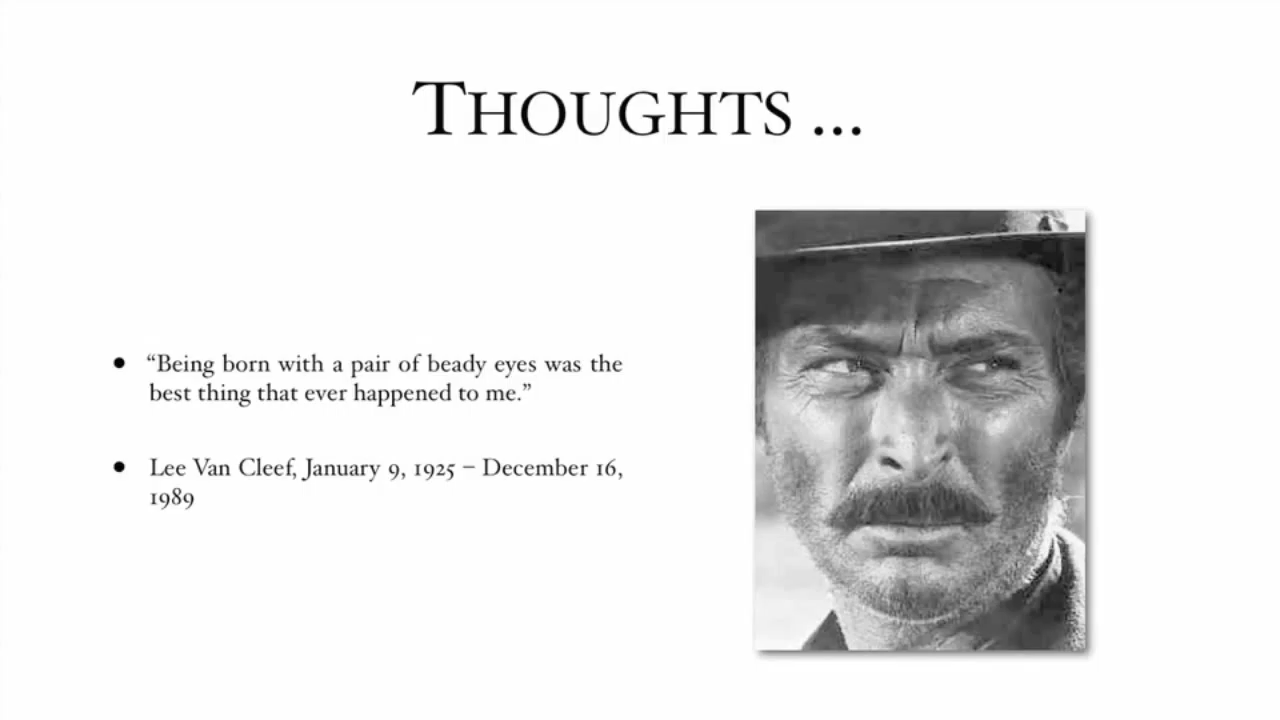 THOUGHTS ...
• “Being born with a pair of beady eyes was the
best thing that ever happened to me.”
• Lee Van Cleef, January 9, 1925 – December 16,
1989